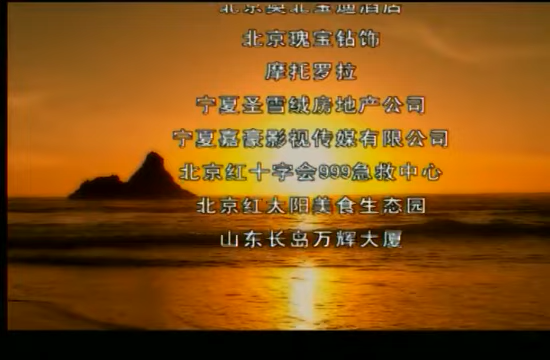 北京瑰宝钻饰
摩托罗拉
宁夏圣雪绒房地产公司
宁夏嘉豪影视传媒有限公司
北京红十字会999急救中心
北京红太阳美食生态园
山东长岛万辉大厦